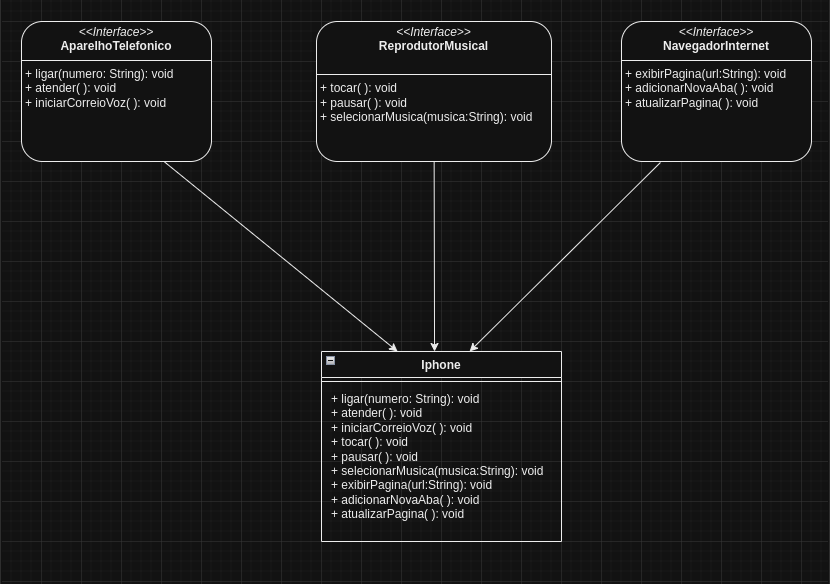 <<Interface>>
AparelhoTelefonico
+ ligar(numero: String): void
+ atender( ): void
+ iniciarCorreioVoz( ): void
<<Interface>>
ReprodutorMusical
+ tocar( ): void
+ pausar( ): void
+ selecionarMusica(musica:String): void
<<Interface>>
NavegadorInternet
+ exibirPagina(url:String): void
+ adicionarNovaAba( ): void
+ atualizarPagina( ): void
Iphone
+ ligar(numero: String): void
+ atender( ): void
+ iniciarCorreioVoz( ): void
+ tocar( ): void
+ pausar( ): void
+ selecionarMusica(musica:String): void
+ exibirPagina(url:String): void
+ adicionarNovaAba( ): void
+ atualizarPagina( ): void